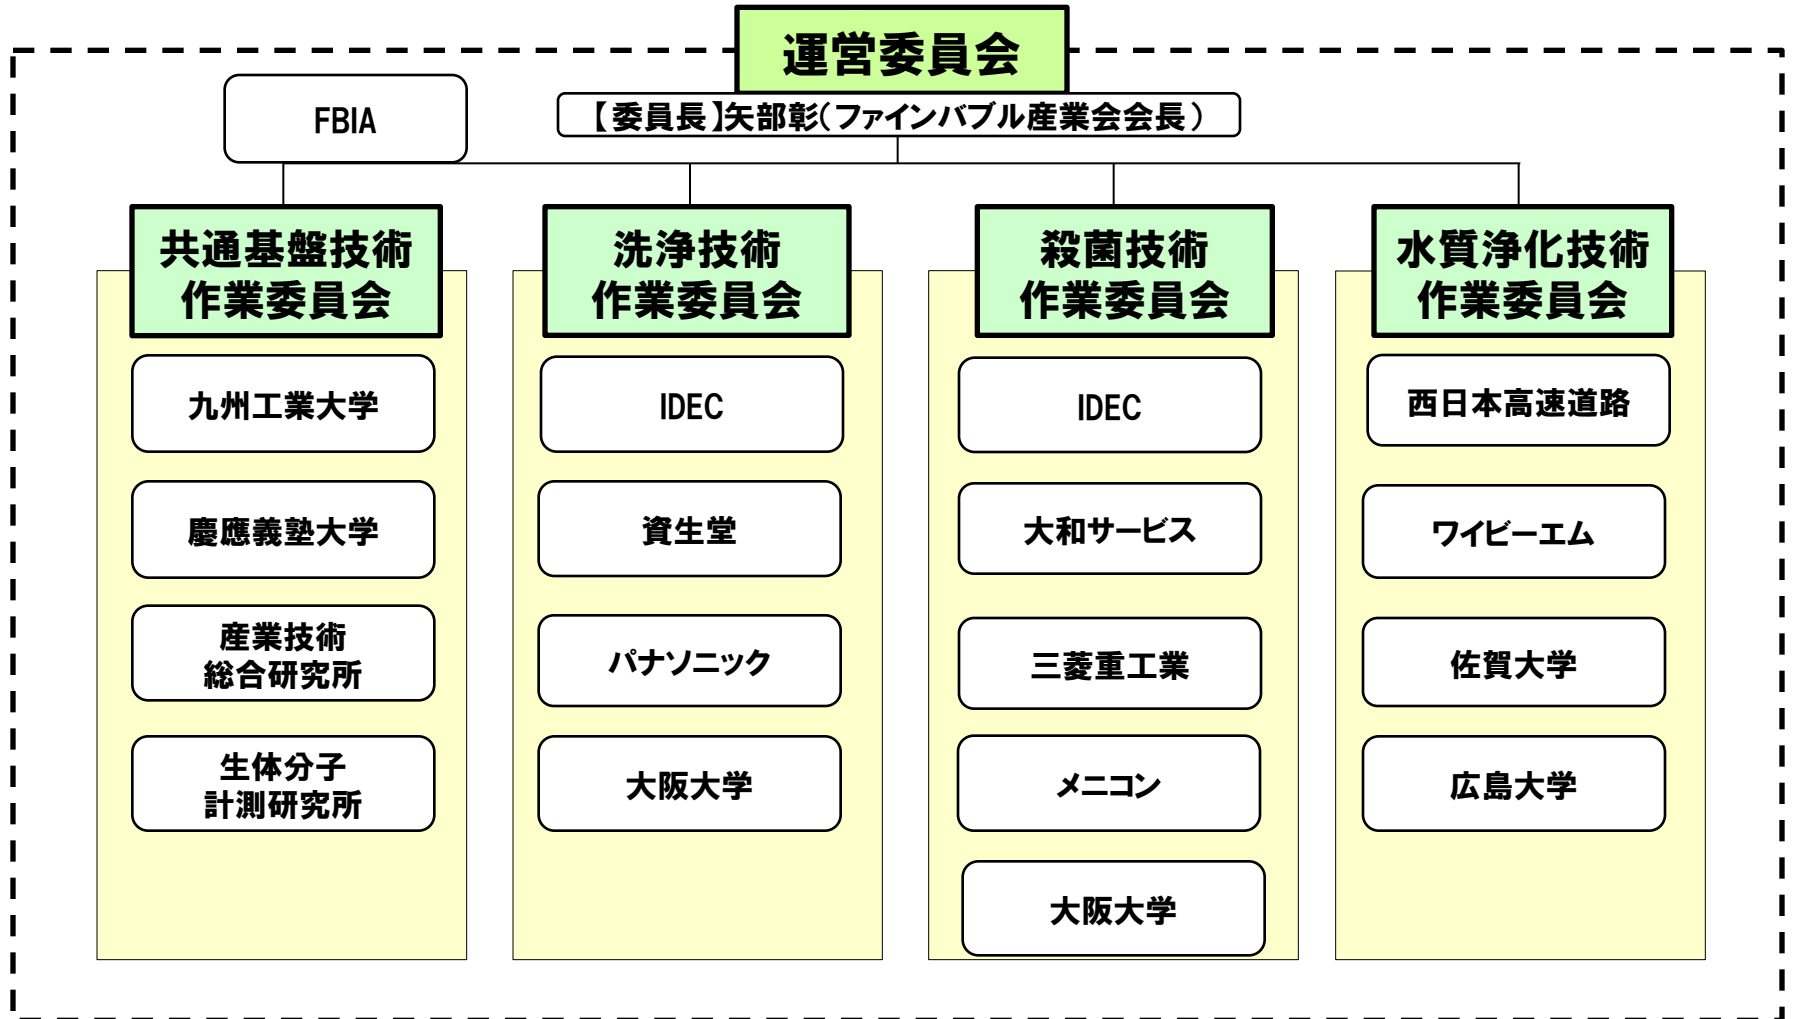 運営委員会
FBIA
【委員長】矢部彰(ファインバブル産業会会長)
共通基盤技術
作業委員会
九州工業大学
慶應義塾大学
産業技術
総合研究所
生体分子
計測研究所
洗浄技術
作業委員会
IDEC
資生堂
パナソニック
大阪大学
殺菌技術
作業委員会
IDEC
大和サービス
三菱重工業
メニコン
大阪大学
水質浄化技術
作業委員会
西日本高速道路
ワイビーエム
佐賀大学
広島大学